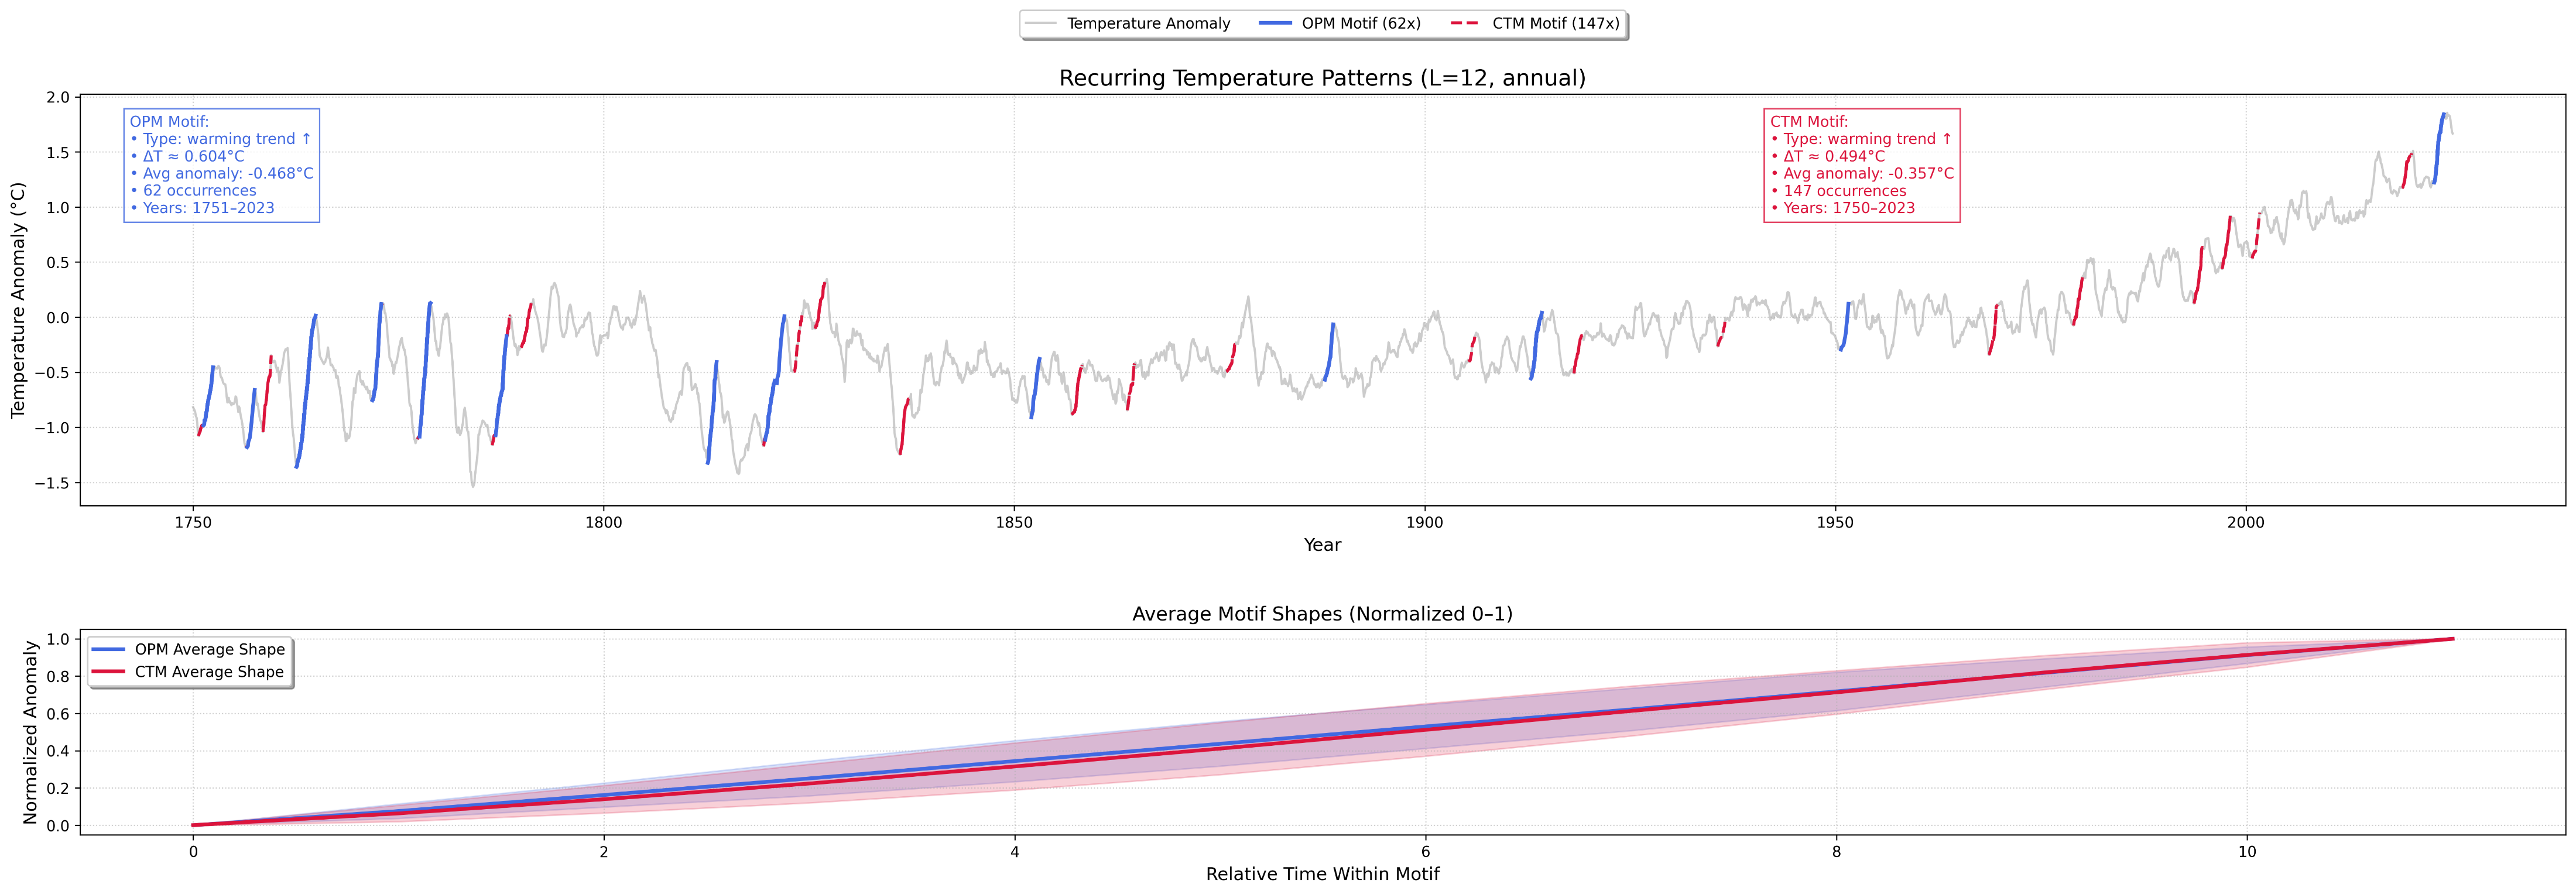 Temperature Anomaly OPM Motif (62x) CTM Motif (147x)
Recurring Temperature Patterns (L=12, annual)
Temperature Anomaly (°C)
2.0
1.5
1.0
0.5
0.0
−0.5
−1.0
−1.5
OPM Motif:
• Type: warming trend ↑
• ΔT ≈ 0.604°C
• Avg anomaly: -0.468°C
• 62 occurrences
• Years: 1751–2023
CTM Motif:
• Type: warming trend ↑
• ΔT ≈ 0.494°C
• Avg anomaly: -0.357°C
• 147 occurrences
• Years: 1750–2023
1750 1800 1850 1900 1950 2000
Year
Average Motif Shapes (Normalized 0–1)
Normalized Anomaly
1.0
0.8
0.6
0.4
0.2
0.0
OPM Average Shape
CTM Average Shape
0 2 4 6 8 10
Relative Time Within Motif